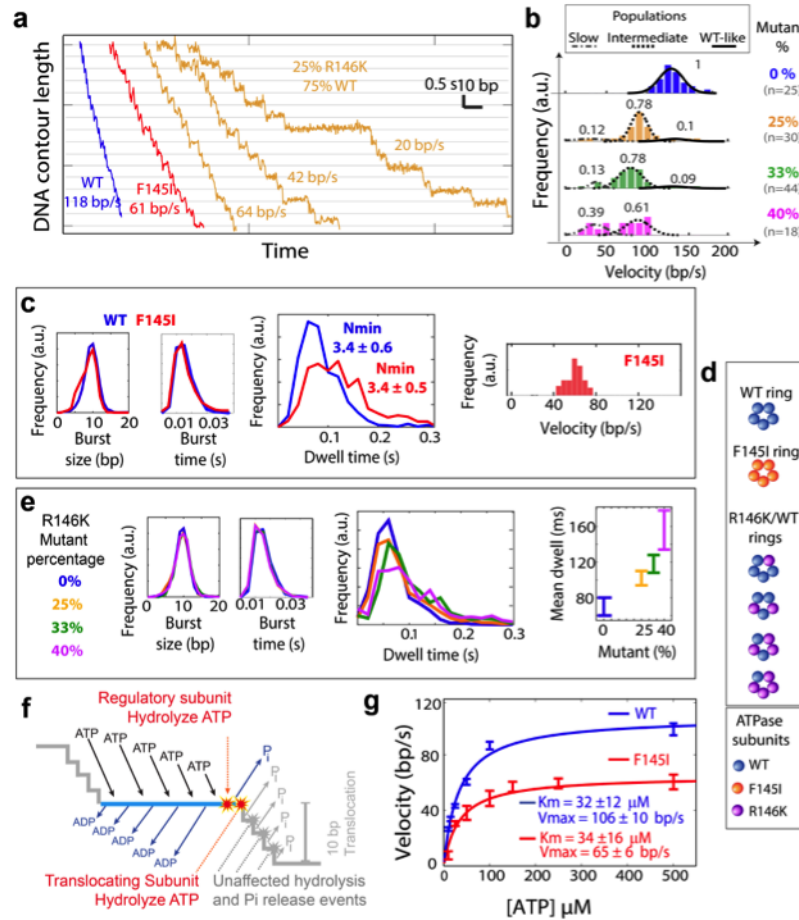 a
DNA contour length
25% R146K
75% WT
0.5 s
10 bp
WT
118 bp/s
F145I
61 bp/s
64 bp/s
42 bp/s
20 bp/s
Time
b
Populations
Slow
Intermediate
WT-like
Mutant
%
Frequency (a.u.)
1
0 %
(n=25)
0.12
0.78
0.1
25%
(n=30)
0.13
0.78
0.09
33%
(n=44)
0.39
0.61
40%
(n=18)
0 50 100 150 200
Velocity (bp/s)
c
WT F145I
Frequency (a.u.)
0 10 20
Burst
size (bp)
0.01 0.03
Burst
time (s)
Frequency (a.u.)
Nmin
3.4 ± 0.6
Nmin
3.4 ± 0.5
0.1 0.2 0.3
Dwell time (s)
Frequency
(a.u.)
F145I
0 40 80 120
Velocity (bp/s)
d
WT ring
F145I ring
R146K/WT
rings
ATPase
subunits
WT
F145I
R146K
e
R146K
Mutant
percentage
0%
25%
33%
40%
Frequency (a.u.)
0 10 20
Burst
size (bp)
0.01 0.03
Burst
time (s)
Frequency (a.u.)
0.1 0.2 0.3
Dwell time (s)
Mean dwell (ms)
160
120
80
0 25 40
Mutant (%)
f
Regulatory subunit
Hydrolyze ATP
ATP
ATP
ATP
ATP
ATP
Pi
Pi
Pi
Pi
Pi
ADP
ADP
ADP
ADP
ADP
10 bp
Translocation
Translocating Subunit
Hydrolyze ATP
Unaffected hydrolysis
and Pi release events
g
Velocity (bp/s)
120
80
40
0
WT
F145I
Km = 32 ±12 µM
Vmax = 106 ± 10 bp/s
Km = 34 ± 16 µM
Vmax = 65 ± 6 bp/s
0 100 200 300 400 500
[ATP] µM